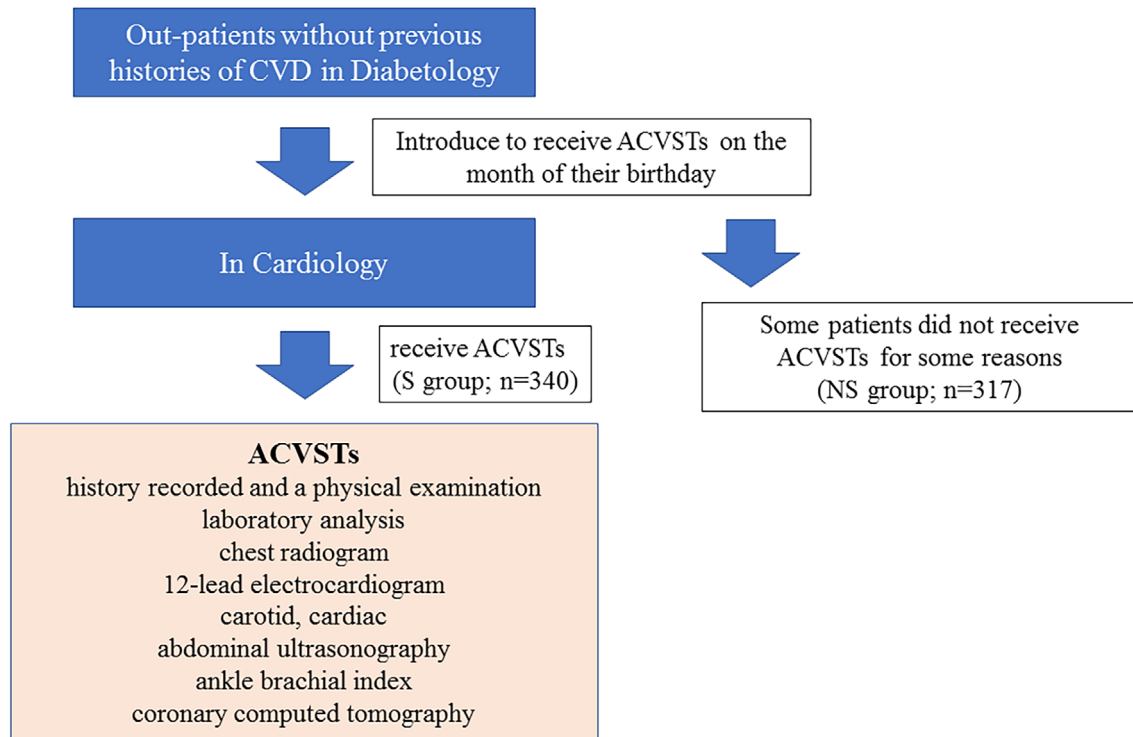 Out-patients without previous
histories of CVD in Diabetology
Introduce to receive ACVSTs on the
month of their birthday
In Cardiology
receive ACVSTs
(S group; n=340)
Some patients did not receive
ACVSTs for some reasons
(NS group; n=317)
ACVSTs
history recorded and a physical examination
laboratory analysis
chest radiogram
12-lead electrocardiogram
carotid, cardiac
abdominal ultrasonography
ankle brachial index
coronary computed tomography